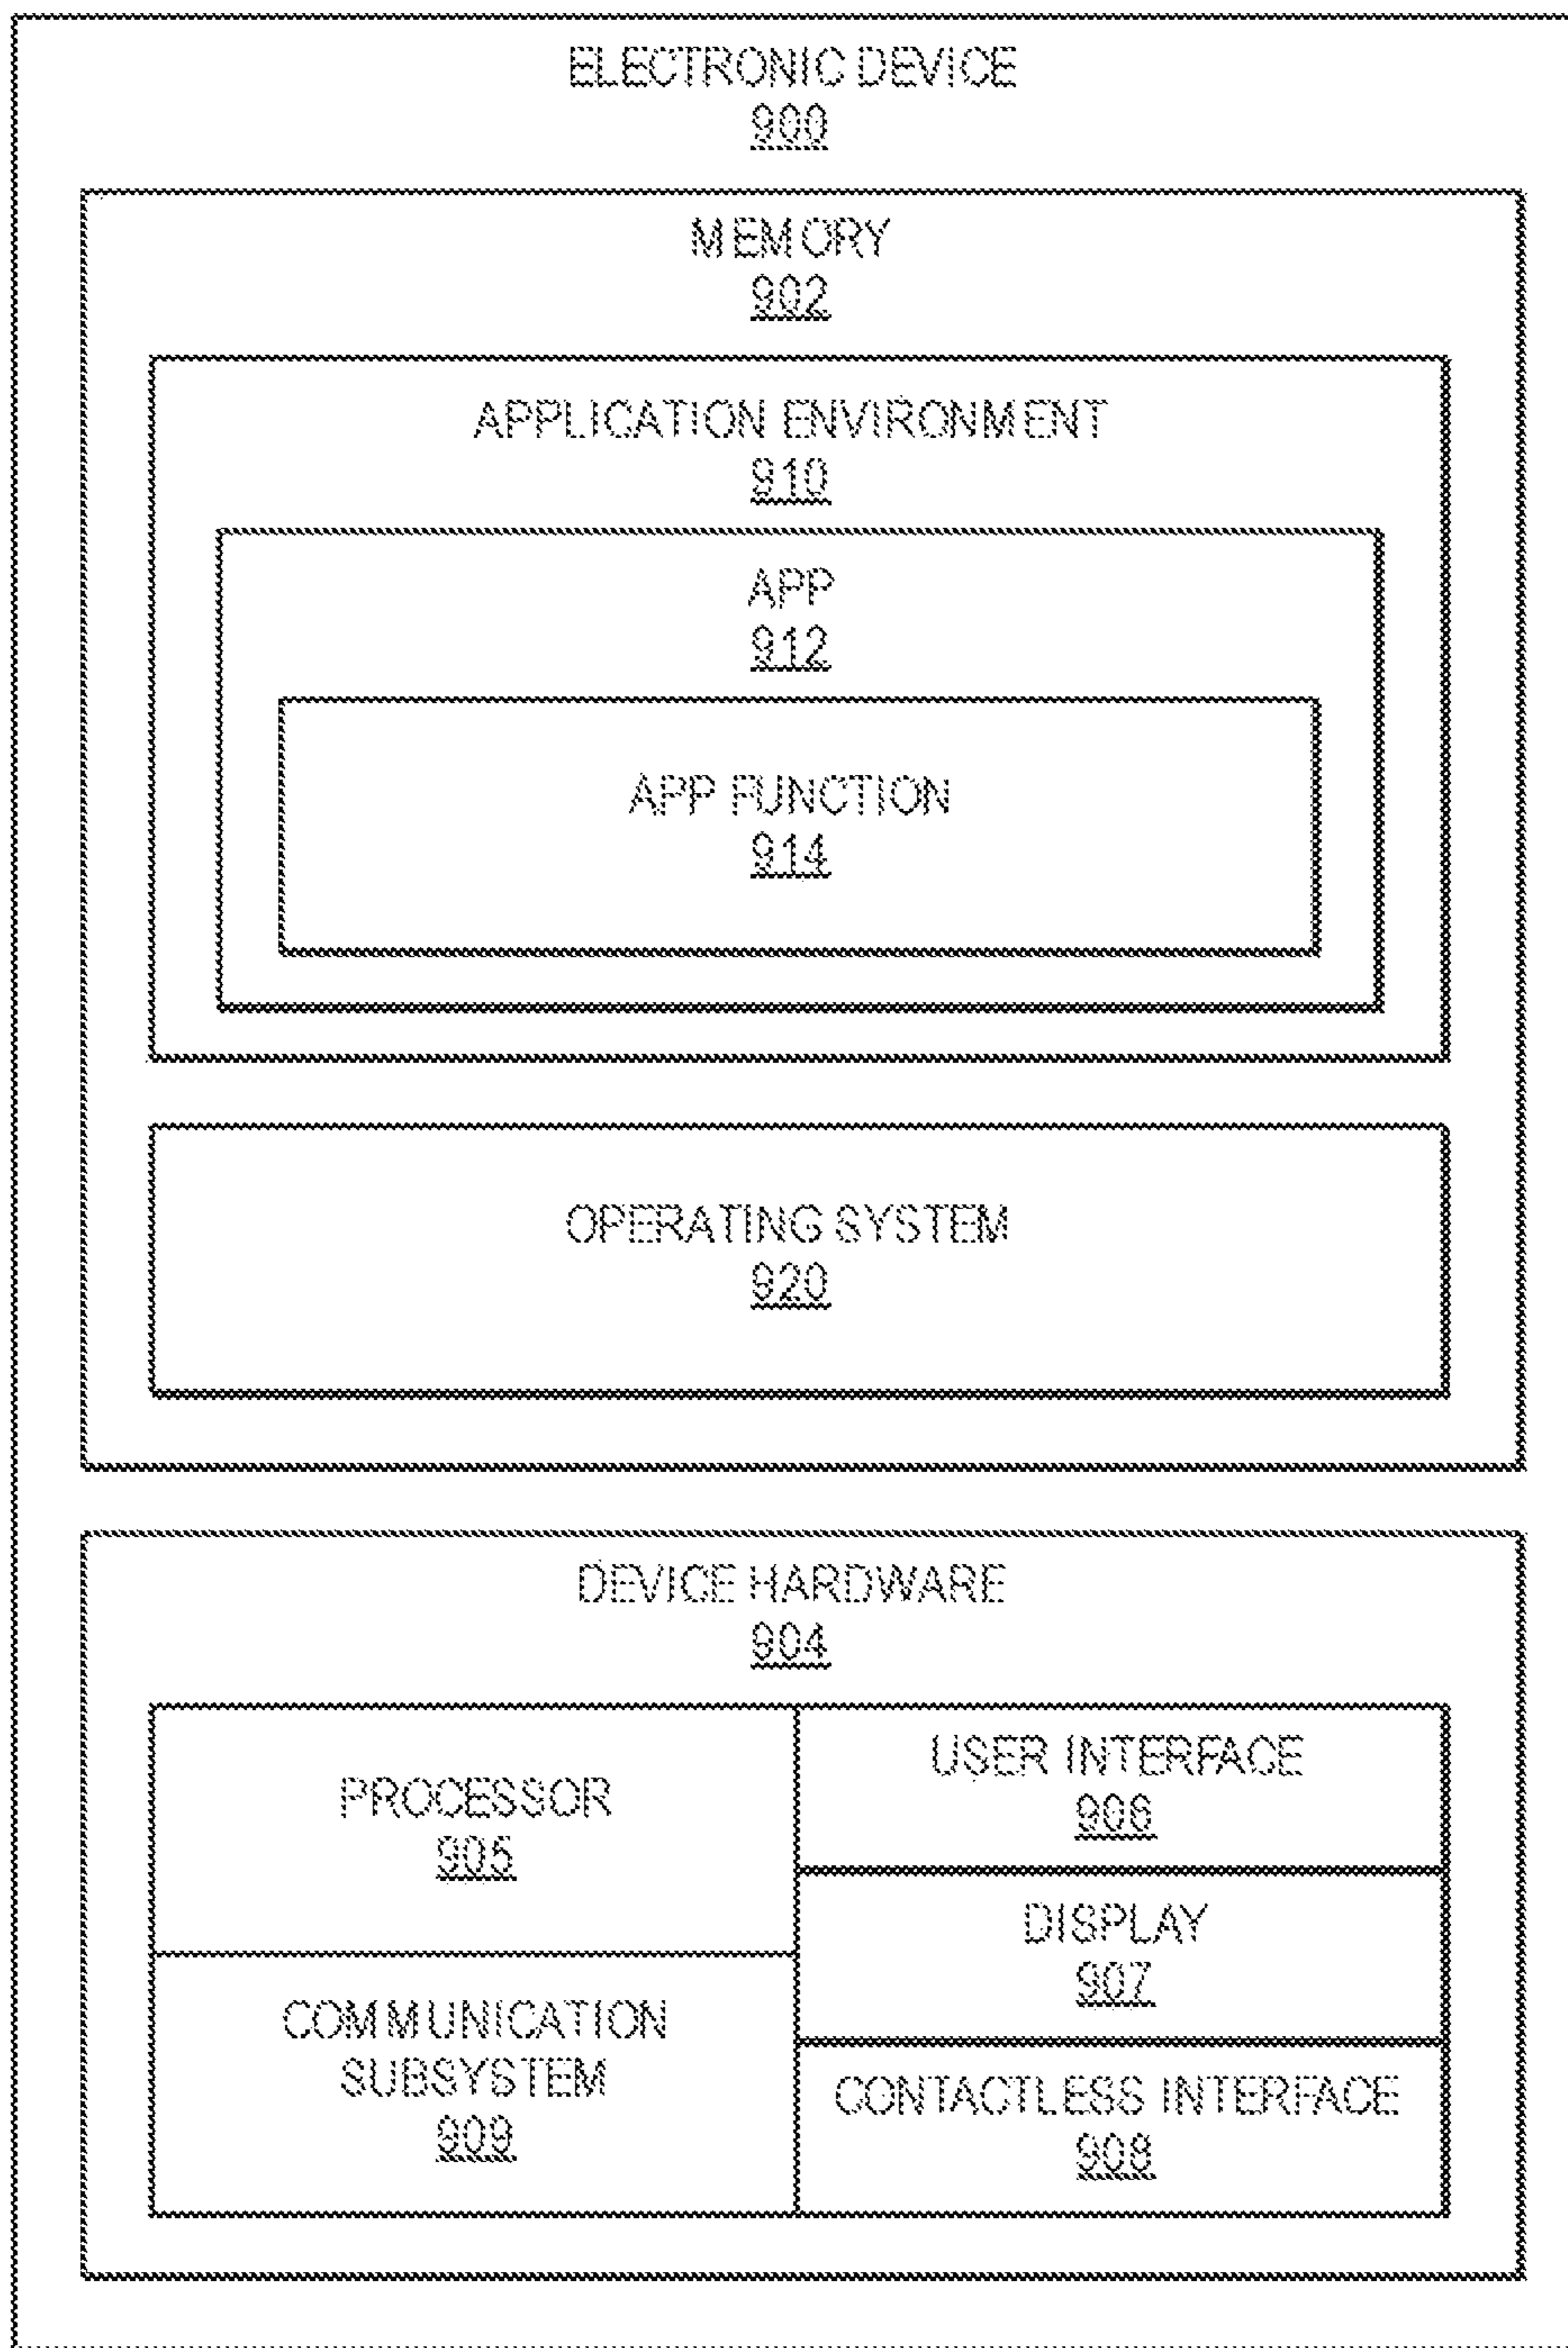 ELECTRONIC DEVICE
900
MEMORY
902
APPLICATION ENVIRONMENT
910
APP
912
APP FUNCTION
914
OPERATING SYSTEM
920
DEVICE HARDWARE
904
PROCESSOR
905
COMMUNICATION
SUBSYSTEM
909
USER INTERFACE
906
DISPLAY
907
CONTACTLESS INTERFACE
908